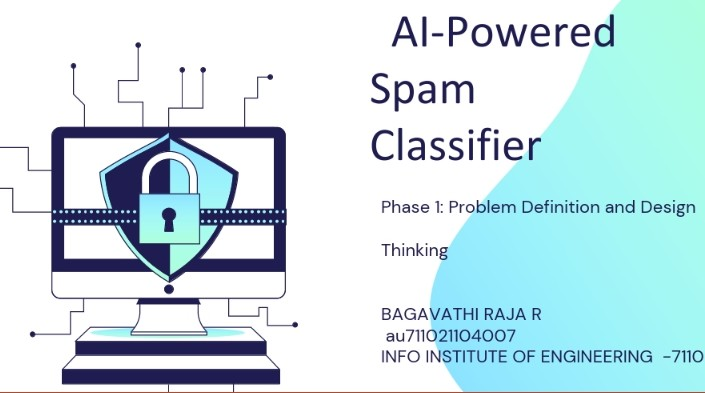 AI-Powered
Spam
Classifier
Phase 1: Problem Definition and Design
Thinking
BAGAVATHI RAJA R
au711021104007
INFO INSTITUTE OF ENGINEERING -7110